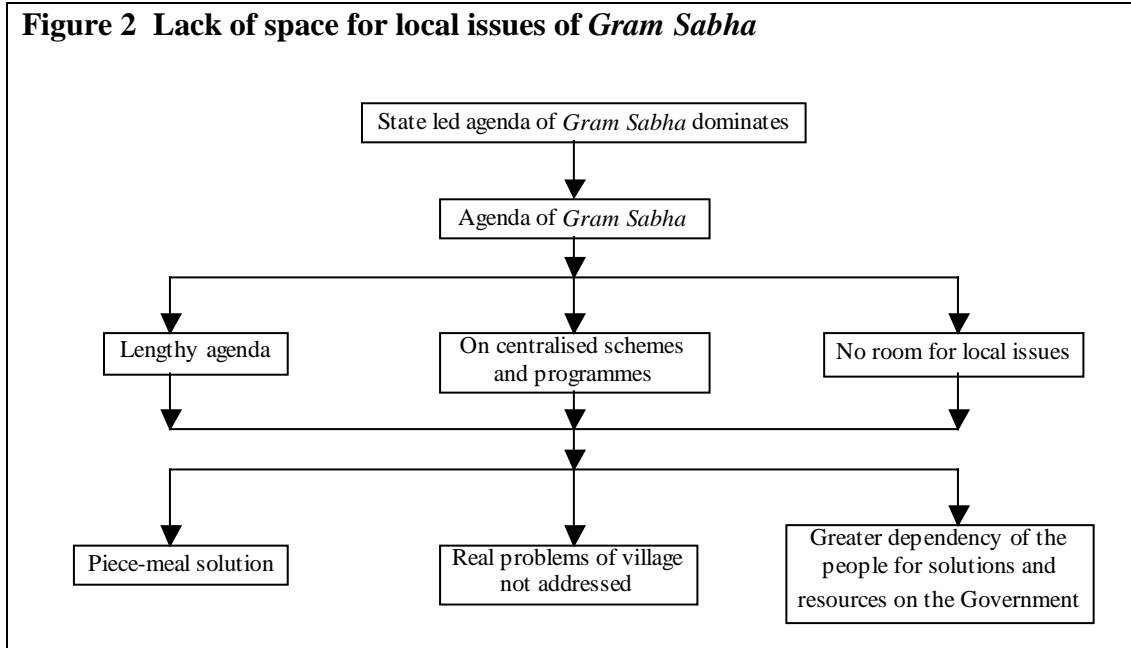 Figure 2 Lack of space for local issues of Gram Sabha
State led agenda of Gram Sabha dominates
Agenda of Gram Sabha
Lengthy agenda
On centralised schemes
and programmes
No room for local issues
Piece-meal solution
Real problems of village
not addressed
Greater dependency of the
people for solutions and
resources on the Government